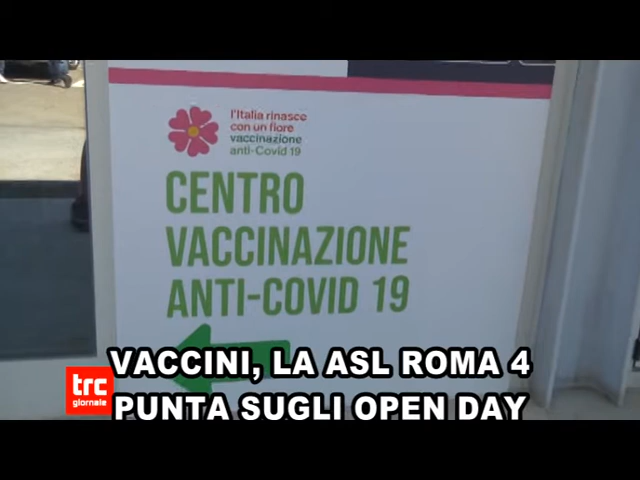 l'Italia rinasce
con un fiore
vaccinazione
anti-Covid 19
CENTRO
VACCINAZIONE
ANTI-COVID 19
VACCINI, LA ASL ROMA 4
trc
giornale
PUNTA SUGLI OPEN DAY